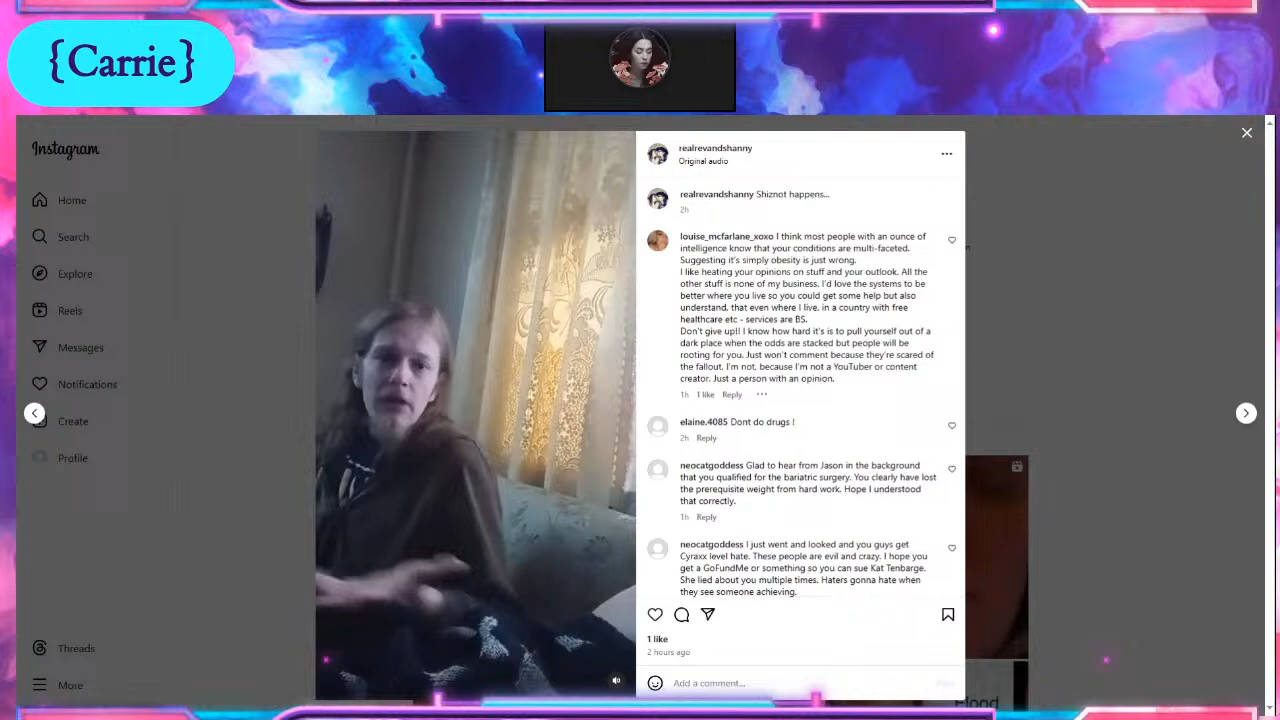 {Carrie}
Instagram
Home
Search
Explore
Reels
Messages
Notifications
Create
Profile
Threads
More
realrevandshanny
Original audio
realrevandshanny Shiznot happens...
2h
louise_mcfarlane_xoxo I think most people with an ounce of
intelligence know that your conditions are multi-faceted.
Suggesting it's simply obesity is just wrong.
I like heating your opinions on stuff and your outlook. All the
other stuff is none of my business. I'd love the systems to be
better where you live so you could get some help but also
understand, that even where I live, in a country with free
healthcare etc - services are BS.
Don't give up!! I know how hard it's is to pull yourself out of a
dark place when the odds are stacked but people will be
rooting for you. Just won't comment because they're scared of
the fallout. I'm not, because I'm not a YouTuber or content
creator. Just a person with an opinion.
1h 1 like Reply
elaine.4085 Dont do drugs !
2h Reply
neocatgoddess Glad to hear from Jason in the background
that you qualified for the bariatric surgery. You clearly have lost
the prerequisite weight from hard work. Hope I understood
that correctly.
1h Reply
neocatgoddess I just went and looked and you guys get
Cyraxx level hate. These people are evil and crazy. I hope you
get a GoFundMe or something so you can sue Kat Tenbarge.
She lied about you multiple times. Haters gonna hate when
they see someone achieving.
1 like
2 hours ago
Add a comment...